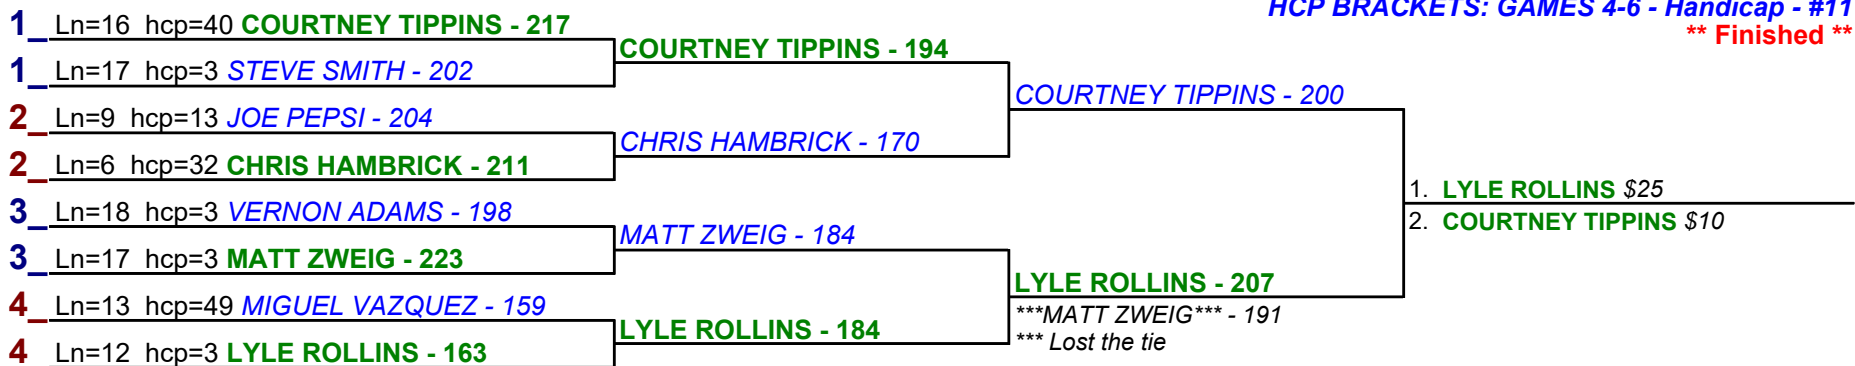 HCP BRACKETS: GAMES 4-6 - Handicap - #11
** Finished **
1_ Ln=16 hcp=40 COURTNEY TIPPINS - 217
COURTNEY TIPPINS - 194
1_ Ln=17 hcp=3 STEVE SMITH - 202
COURTNEY TIPPINS - 200
2_ Ln=9 hcp=13 JOE PEPSI - 204
CHRIS HAMBRICK - 170
2_ Ln=6 hcp=32 CHRIS HAMBRICK - 211
1. LYLE ROLLINS $25
2. COURTNEY TIPPINS $10
3_ Ln=18 hcp=3 VERNON ADAMS - 198
MATT ZWEIG - 184
3_ Ln=17 hcp=3 MATT ZWEIG - 223
LYLE ROLLINS - 207
***MATT ZWEIG*** - 191
*** Lost the tie
4_ Ln=13 hcp=49 MIGUEL VAZQUEZ - 159
LYLE ROLLINS - 184
4 Ln=12 hcp=3 LYLE ROLLINS - 163